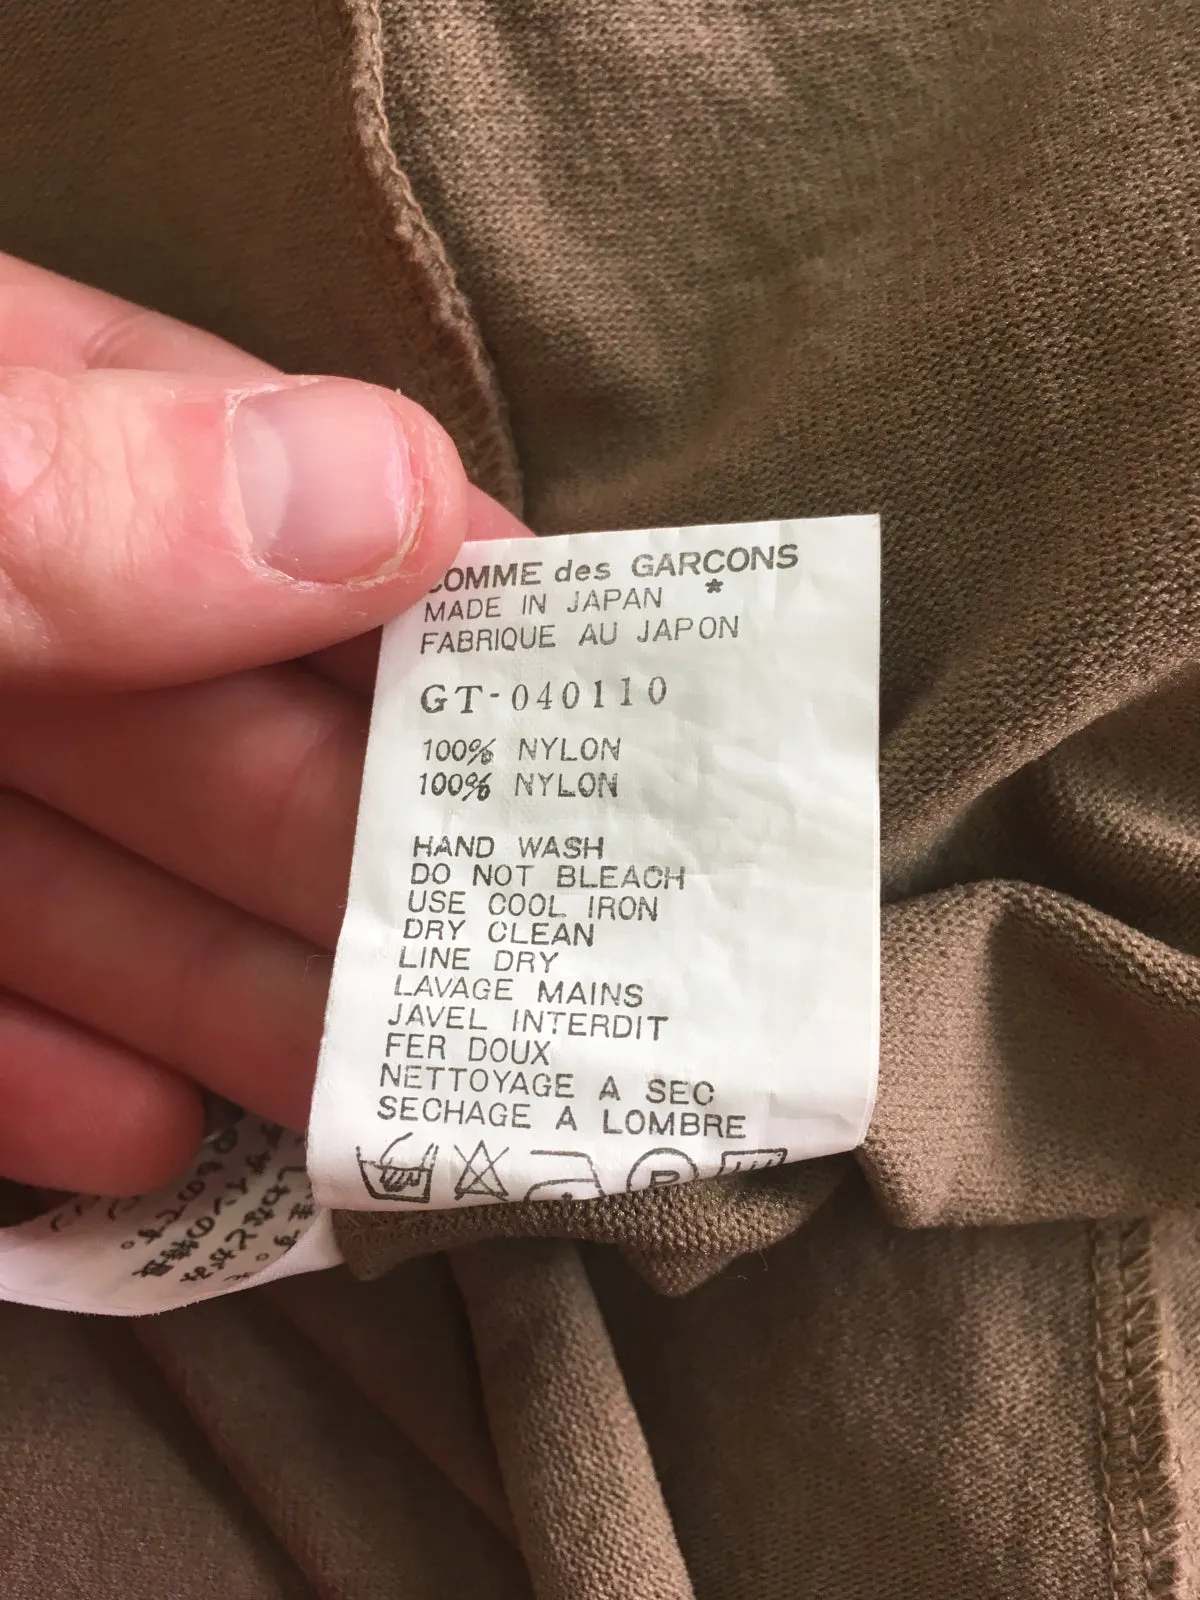 COMME des GARCONS
*
MADE IN JAPAN
FABRIQUE AU JAPON
GT-040110
100% NYLON
100% NYLON
HAND WASH
DO NOT BLEACH
USE COOL IRON
DRY CLEAN
LINE DRY
LAVAGE MAINS
JAVEL INTERDIT
FER DOUX
NETTOYAGE A SEC
SECHAGE A LOMBRE
P